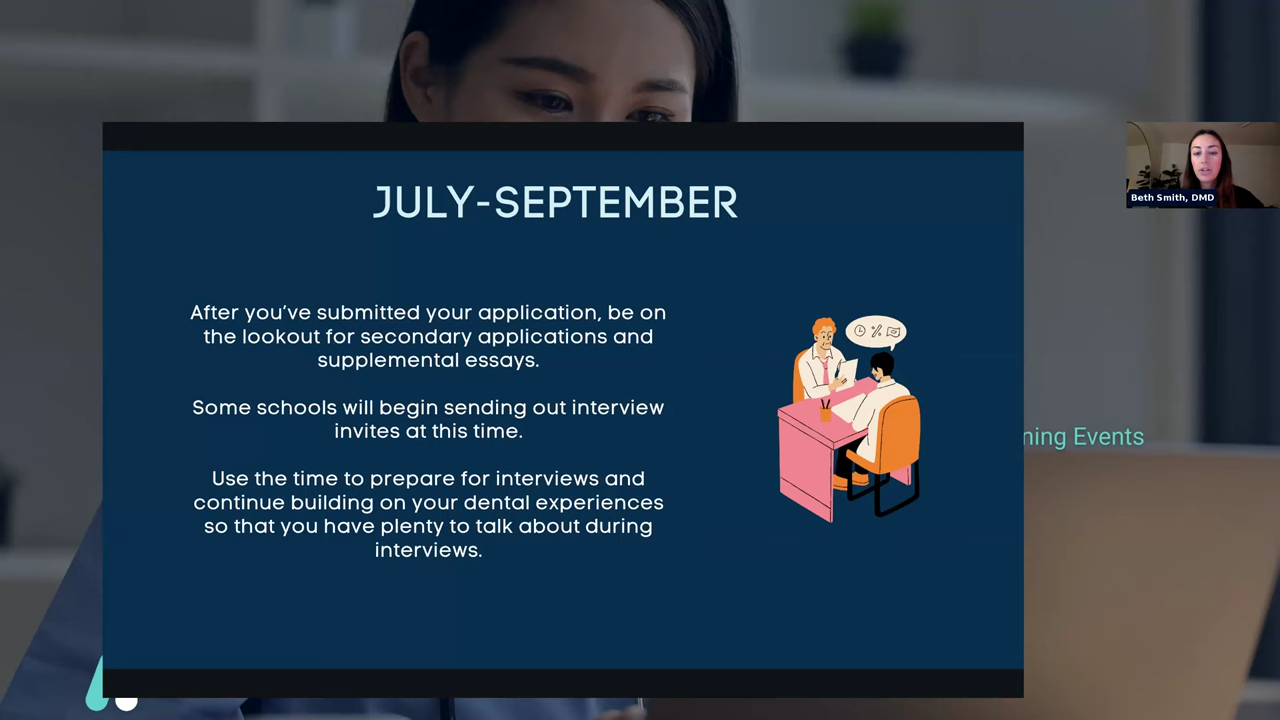 JULY-SEPTEMBER
After you've submitted your application, be on
the lookout for secondary applications and
supplemental essays.
Some schools will begin sending out interview
invites at this time.
Use the time to prepare for interviews and
continue building on your dental experiences
so that you have plenty to talk about during
interviews.
Beth Smith, DMD
ning Events